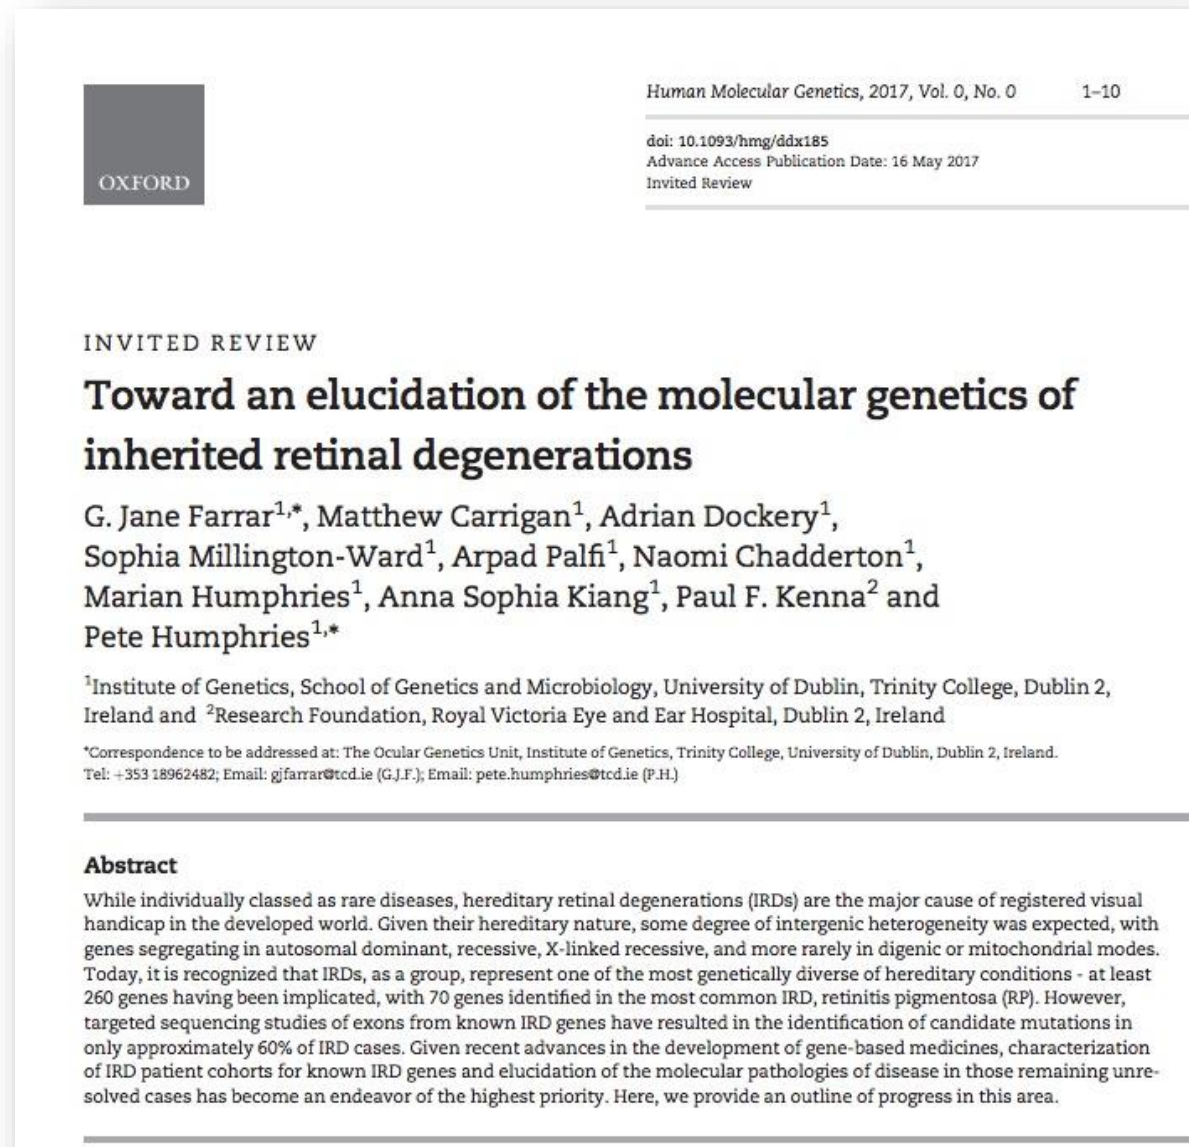 OXFORD
Human Molecular Genetics, 2017, Vol. 0, No. 0 1–10
doi: 10.1093/hmg/ddx185
Advance Access Publication Date: 16 May 2017
Invited Review
INVITED REVIEW
Toward an elucidation of the molecular genetics of
inherited retinal degenerations
G. Jane Farrar1,*, Matthew Carrigan1, Adrian Dockery1,
Sophia Millington-Ward1, Arpad Palfi1, Naomi Chadderton1,
Marian Humphries1, Anna Sophia Kiang1, Paul F. Kenna2 and
Pete Humphries1,*
1Institute of Genetics, School of Genetics and Microbiology, University of Dublin, Trinity College, Dublin 2,
Ireland and 2Research Foundation, Royal Victoria Eye and Ear Hospital, Dublin 2, Ireland
*Correspondence to be addressed at: The Ocular Genetics Unit, Institute of Genetics, Trinity College, University of Dublin, Dublin 2, Ireland.
Tel: +353 18962482; Email: gjfarrar@tcd.ie (G.J.F.); Email: pete.humphries@tcd.ie (P.H.)
Abstract
While individually classed as rare diseases, hereditary retinal degenerations (IRDs) are the major cause of registered visual
handicap in the developed world. Given their hereditary nature, some degree of intergenic heterogeneity was expected, with
genes segregating in autosomal dominant, recessive, X-linked recessive, and more rarely in digenic or mitochondrial modes.
Today, it is recognized that IRDs, as a group, represent one of the most genetically diverse of hereditary conditions - at least
260 genes having been implicated, with 70 genes identified in the most common IRD, retinitis pigmentosa (RP). However,
targeted sequencing studies of exons from known IRD genes have resulted in the identification of candidate mutations in
only approximately 60% of IRD cases. Given recent advances in the development of gene-based medicines, characterization
of IRD patient cohorts for known IRD genes and elucidation of the molecular pathologies of disease in those remaining unre-
solved cases has become an endeavor of the highest priority. Here, we provide an outline of progress in this area.